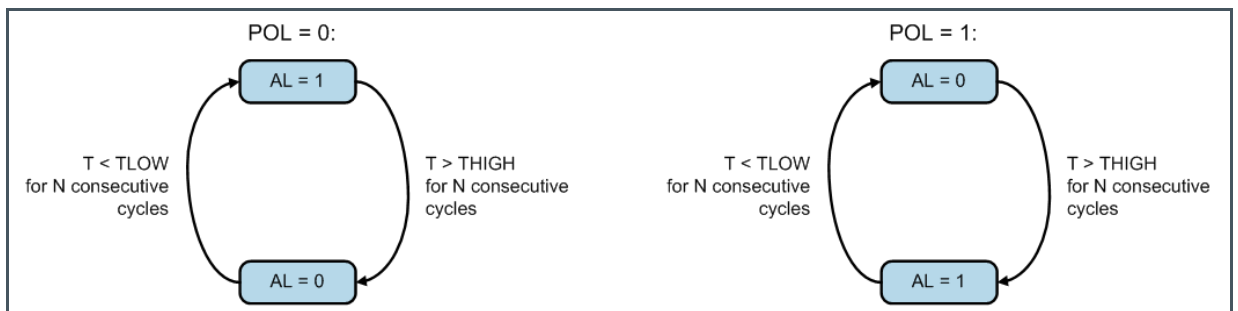 POL = 0:
AL = 1
T < TLOW
for N consecutive
cycles
T > THIGH
for N consecutive
cycles
AL = 0
POL = 1:
AL = 0
T < TLOW
for N consecutive
cycles
T > THIGH
for N consecutive
cycles
AL = 1